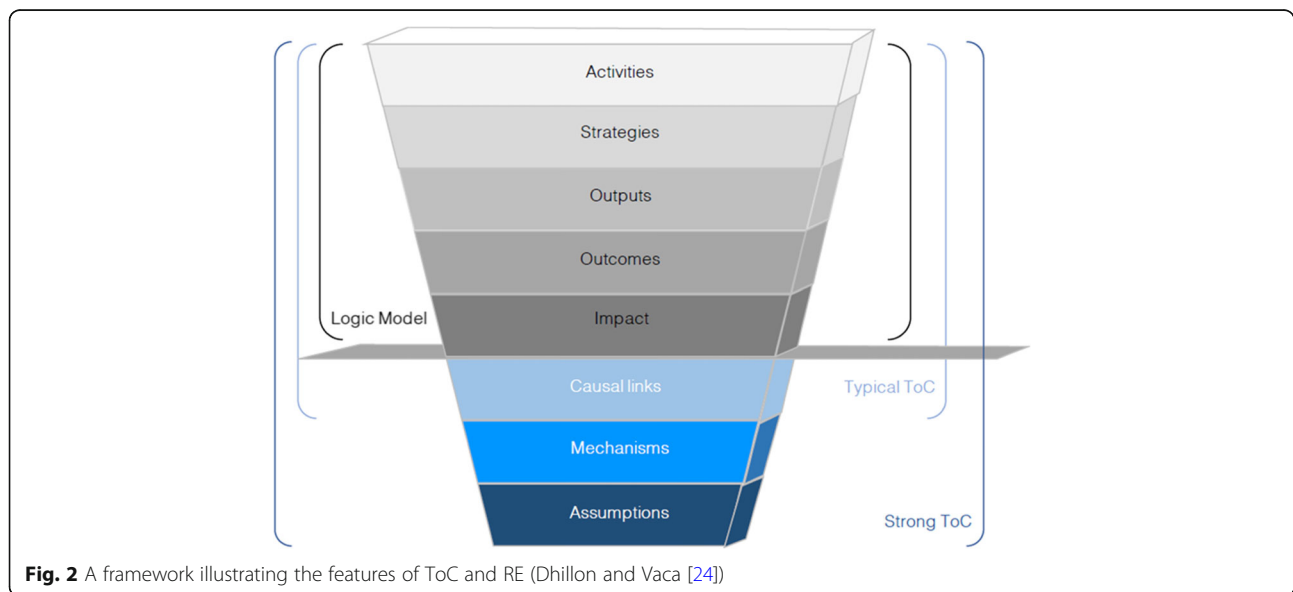 Activities
Strategies
Outputs
Outcomes
Logic Model
Impact
Causal links
Typical ToC
Mechanisms
Assumptions
Strong ToC
Fig. 2 A framework illustrating the features of ToC and RE (Dhillon and Vaca [24])